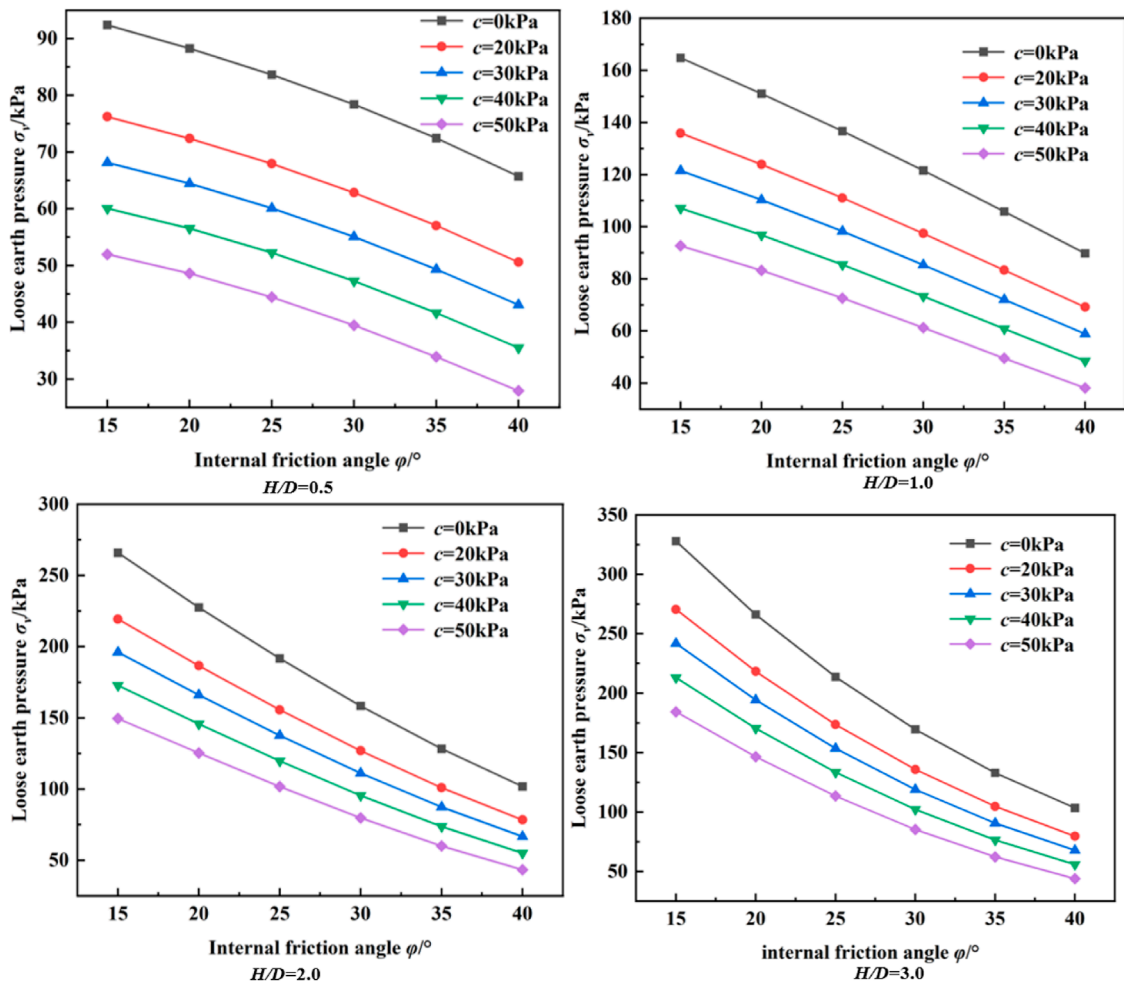 Loose earth pressure σv/kPa
90
80
70
60
50
40
30
c=0kPa
c=20kPa
c=30kPa
c=40kPa
c=50kPa
15 20 25 30 35 40
Internal friction angle φ/°
H/D=0.5
Loose earth pressure σv/kPa
180
160
140
120
100
80
60
40
c=0kPa
c=20kPa
c=30kPa
c=40kPa
c=50kPa
15 20 25 30 35 40
Internal friction angle φ/°
H/D=1.0
Loose earth pressure σv/kPa
300
250
200
150
100
50
c=0kPa
c=20kPa
c=30kPa
c=40kPa
c=50kPa
15 20 25 30 35 40
Internal friction angle φ/°
H/D=2.0
Loose earth pressure σv/kPa
350
300
250
200
150
100
50
c=0kPa
c=20kPa
c=30kPa
c=40kPa
c=50kPa
15 20 25 30 35 40
internal friction angle φ/°
H/D=3.0